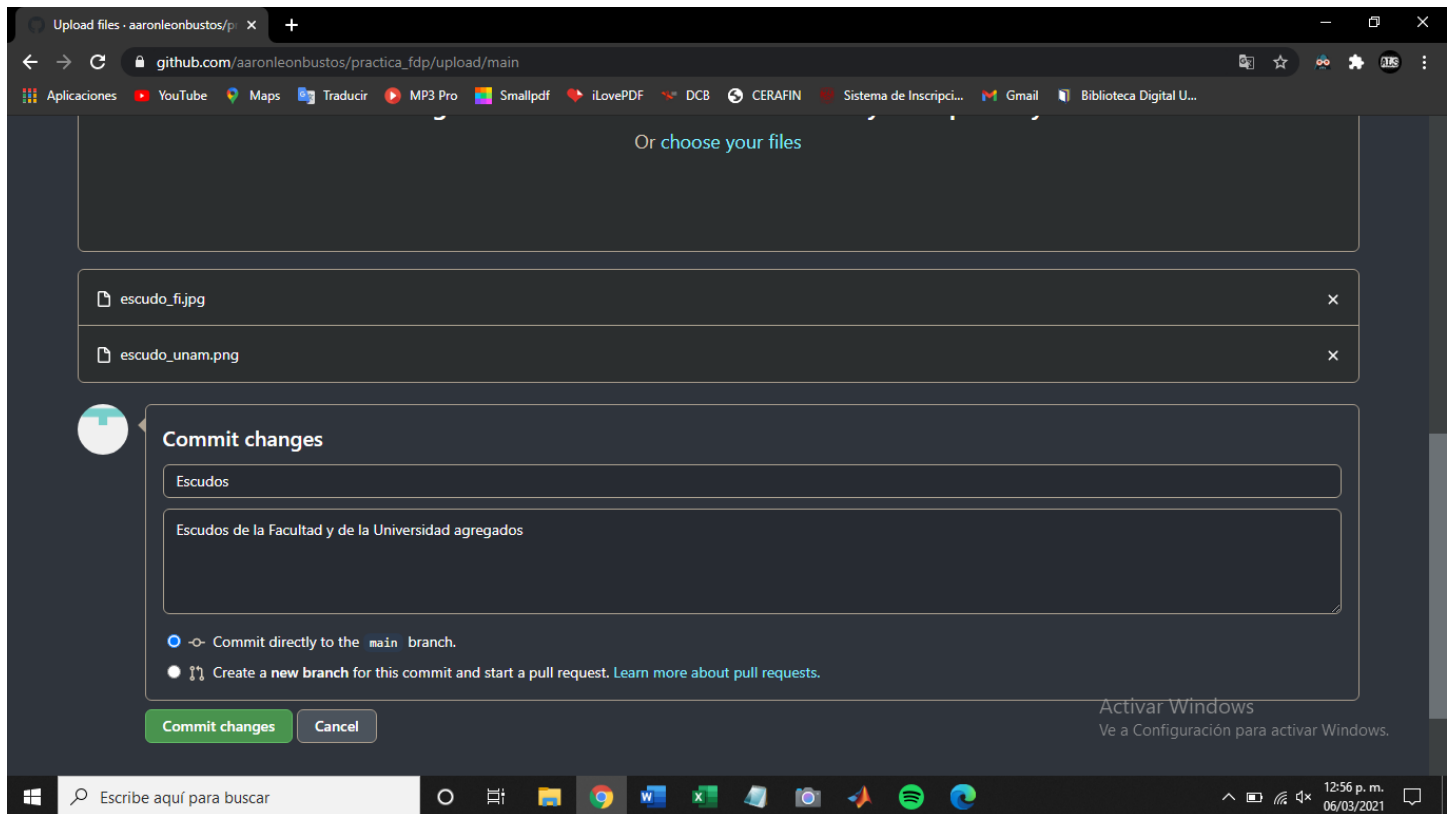 Upload files · aaronleonbustos/p
github.com/aaronleonbustos/practica_fdp/upload/main
Aplicaciones YouTube Maps Traducir MP3 Pro Smallpdf iLovePDF DCB CERAFIN Sistema de Inscripci... Gmail Biblioteca Digital U...
Or choose your files
escudo_fi.jpg
escudo_unam.png
Commit changes
Escudos
Escudos de la Facultad y de la Universidad agregados
Commit directly to the main branch.
Create a new branch for this commit and start a pull request. Learn more about pull requests.
Commit changes Cancel
Activar Windows
Ve a Configuración para activar Windows.
Escribe aquí para buscar
12:56 p. m.
06/03/2021